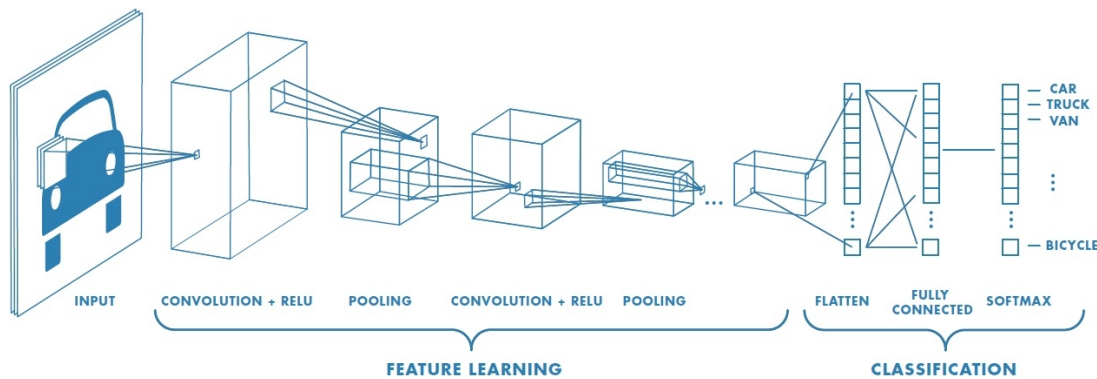 CAR
TRUCK
VAN
BICYCLE
INPUT
CONVOLUTION + RELU
POOLING
CONVOLUTION + RELU
POOLING
FLATTEN
FULLY
CONNECTED
SOFTMAX
FEATURE LEARNING
CLASSIFICATION